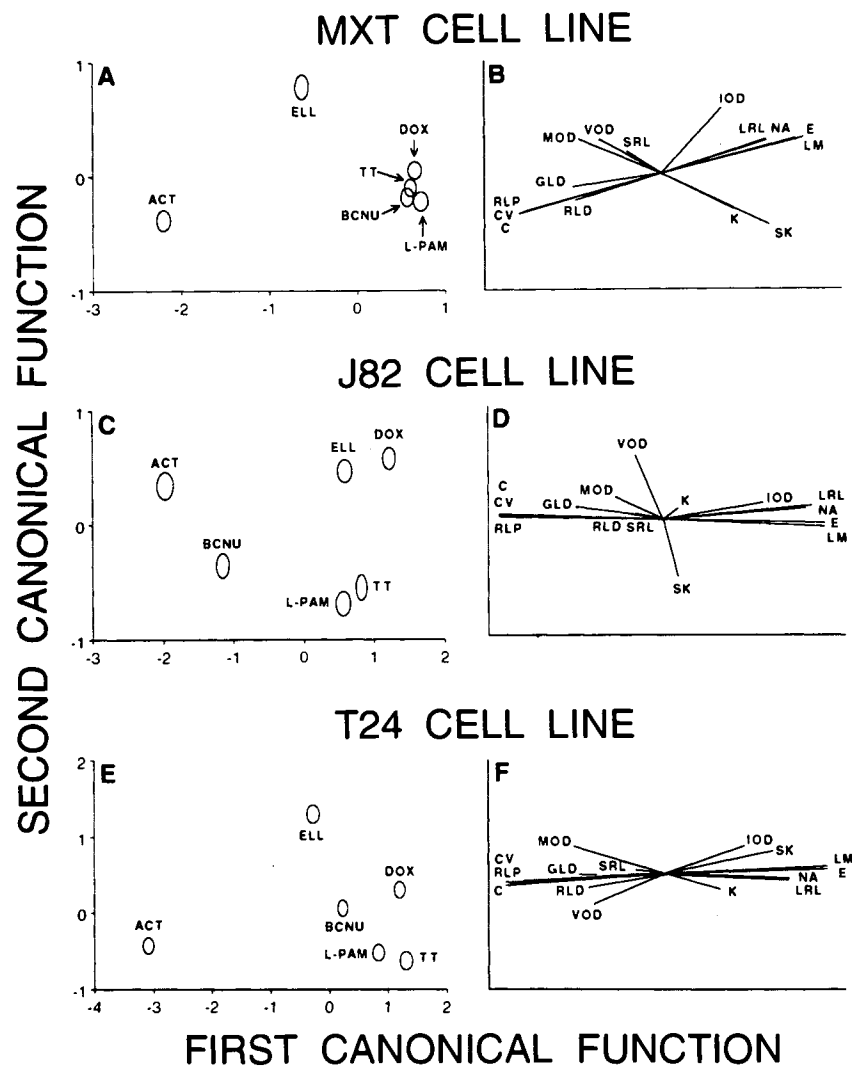 MXT CELL LINE
A
1
0
-1
-3
-2
-1
0
1
ELL
DOX
TT
ACT
BCNU
L-PAM
B
IOD
MOD
VOD
SRL
LRL NA
E
LM
GLD
RLP
CV
C
RLD
K
SK
J82 CELL LINE
C
1
0
-1
-3
-2
-1
0
1
2
ACT
ELL
DOX
BCNU
L-PAM
TT
D
VOD
C
CV
RLP
GLD
MOD
K
IOD
LRL
NA
E
LM
RLD SRL
SK
T24 CELL LINE
E
2
1
0
-1
-4
-3
-2
-1
0
1
2
ELL
DOX
ACT
BCNU
L-PAM
TT
F
MOD
IOD
SK
CV
RLP
C
GLD
SRL
LM
E
RLD
NA
LRL
K
VOD
SECOND CANONICAL FUNCTION
FIRST CANONICAL FUNCTION